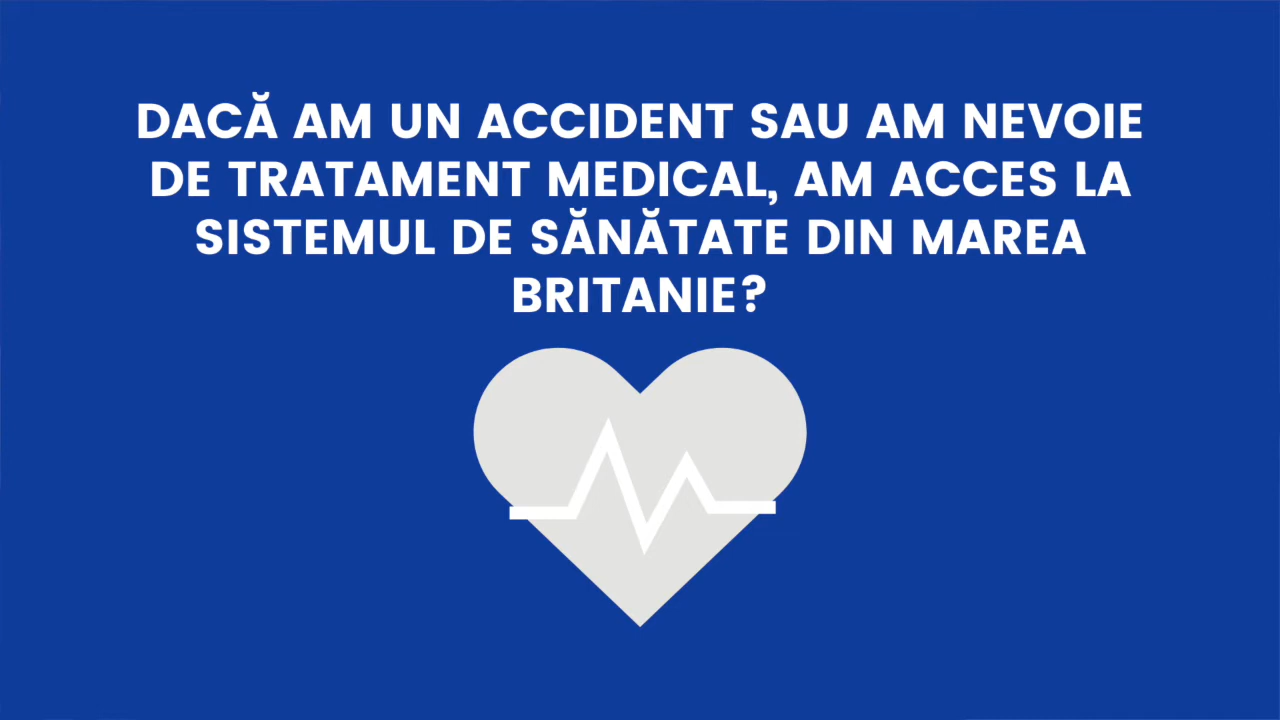 DACĂ AM UN ACCIDENT SAU AM NEVOIE
DE TRATAMENT MEDICAL, AM ACCES LA
SISTEMUL DE SĂNĂTATE DIN MAREA
BRITANIE?